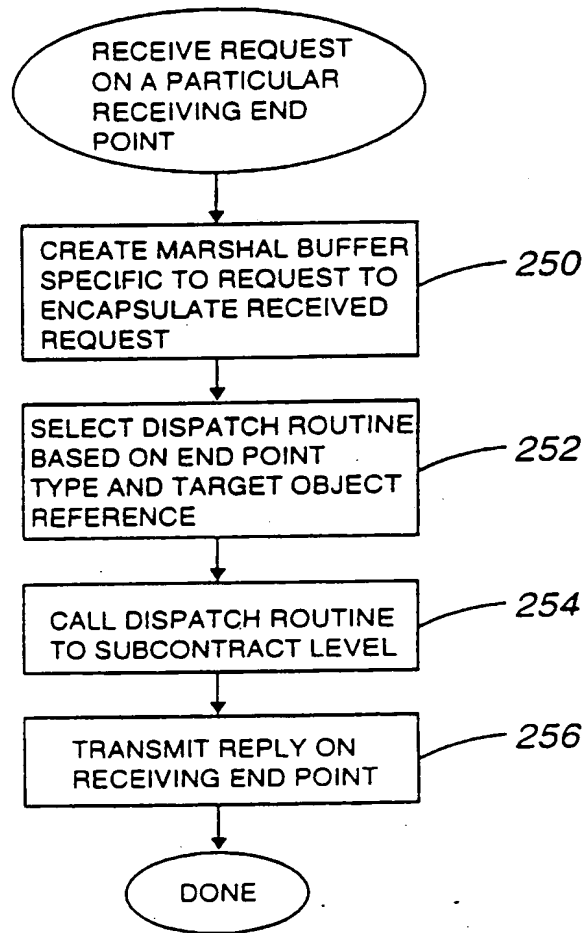 RECEIVE REQUEST
ON A PARTICULAR
RECEIVING END
POINT
CREATE MARSHAL BUFFER
SPECIFIC TO REQUEST TO
ENCAPSULATE RECEIVED
REQUEST
250
SELECT DISPATCH ROUTINE
BASED ON END POINT
TYPE AND TARGET OBJECT
REFERENCE
252
CALL DISPATCH ROUTINE
TO SUBCONTRACT LEVEL
254
TRANSMIT REPLY ON
RECEIVING END POINT
256
DONE